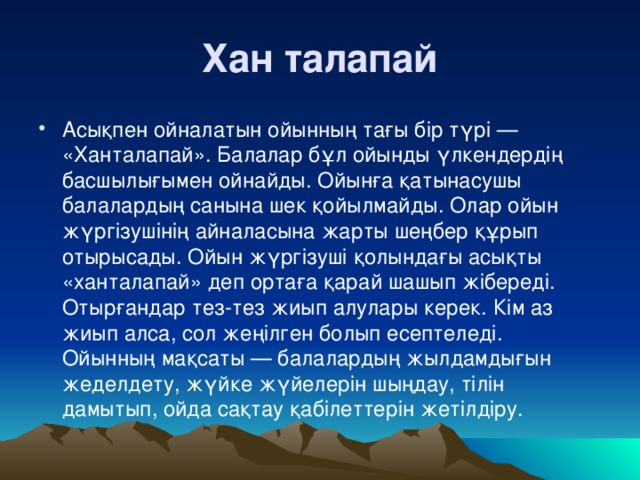 Хан талапай
• Асықпен ойналатын ойынның тағы бір түрі —
«Ханталапай». Балалар бұл ойынды үлкендердің
басшылығымен ойнайды. Ойынға қатынасушы
балалардың санына шек қойылмайды. Олар ойын
жүргізушінің айналасына жарты шеңбер құрып
отырысады. Ойын жүргізуші қолындағы асықты
«ханталапай» деп ортаға қарай шашып жібереді.
Отырғандар тез-тез жиып алулары керек. Кім аз
жиып алса, сол жеңілген болып есептеледі.
Ойынның мақсаты — балалардың жылдамдығын
жеделдету, жүйке жүйелерін шыңдау, тілін
дамытып, ойда сақтау қабілеттерін жетілдіру.